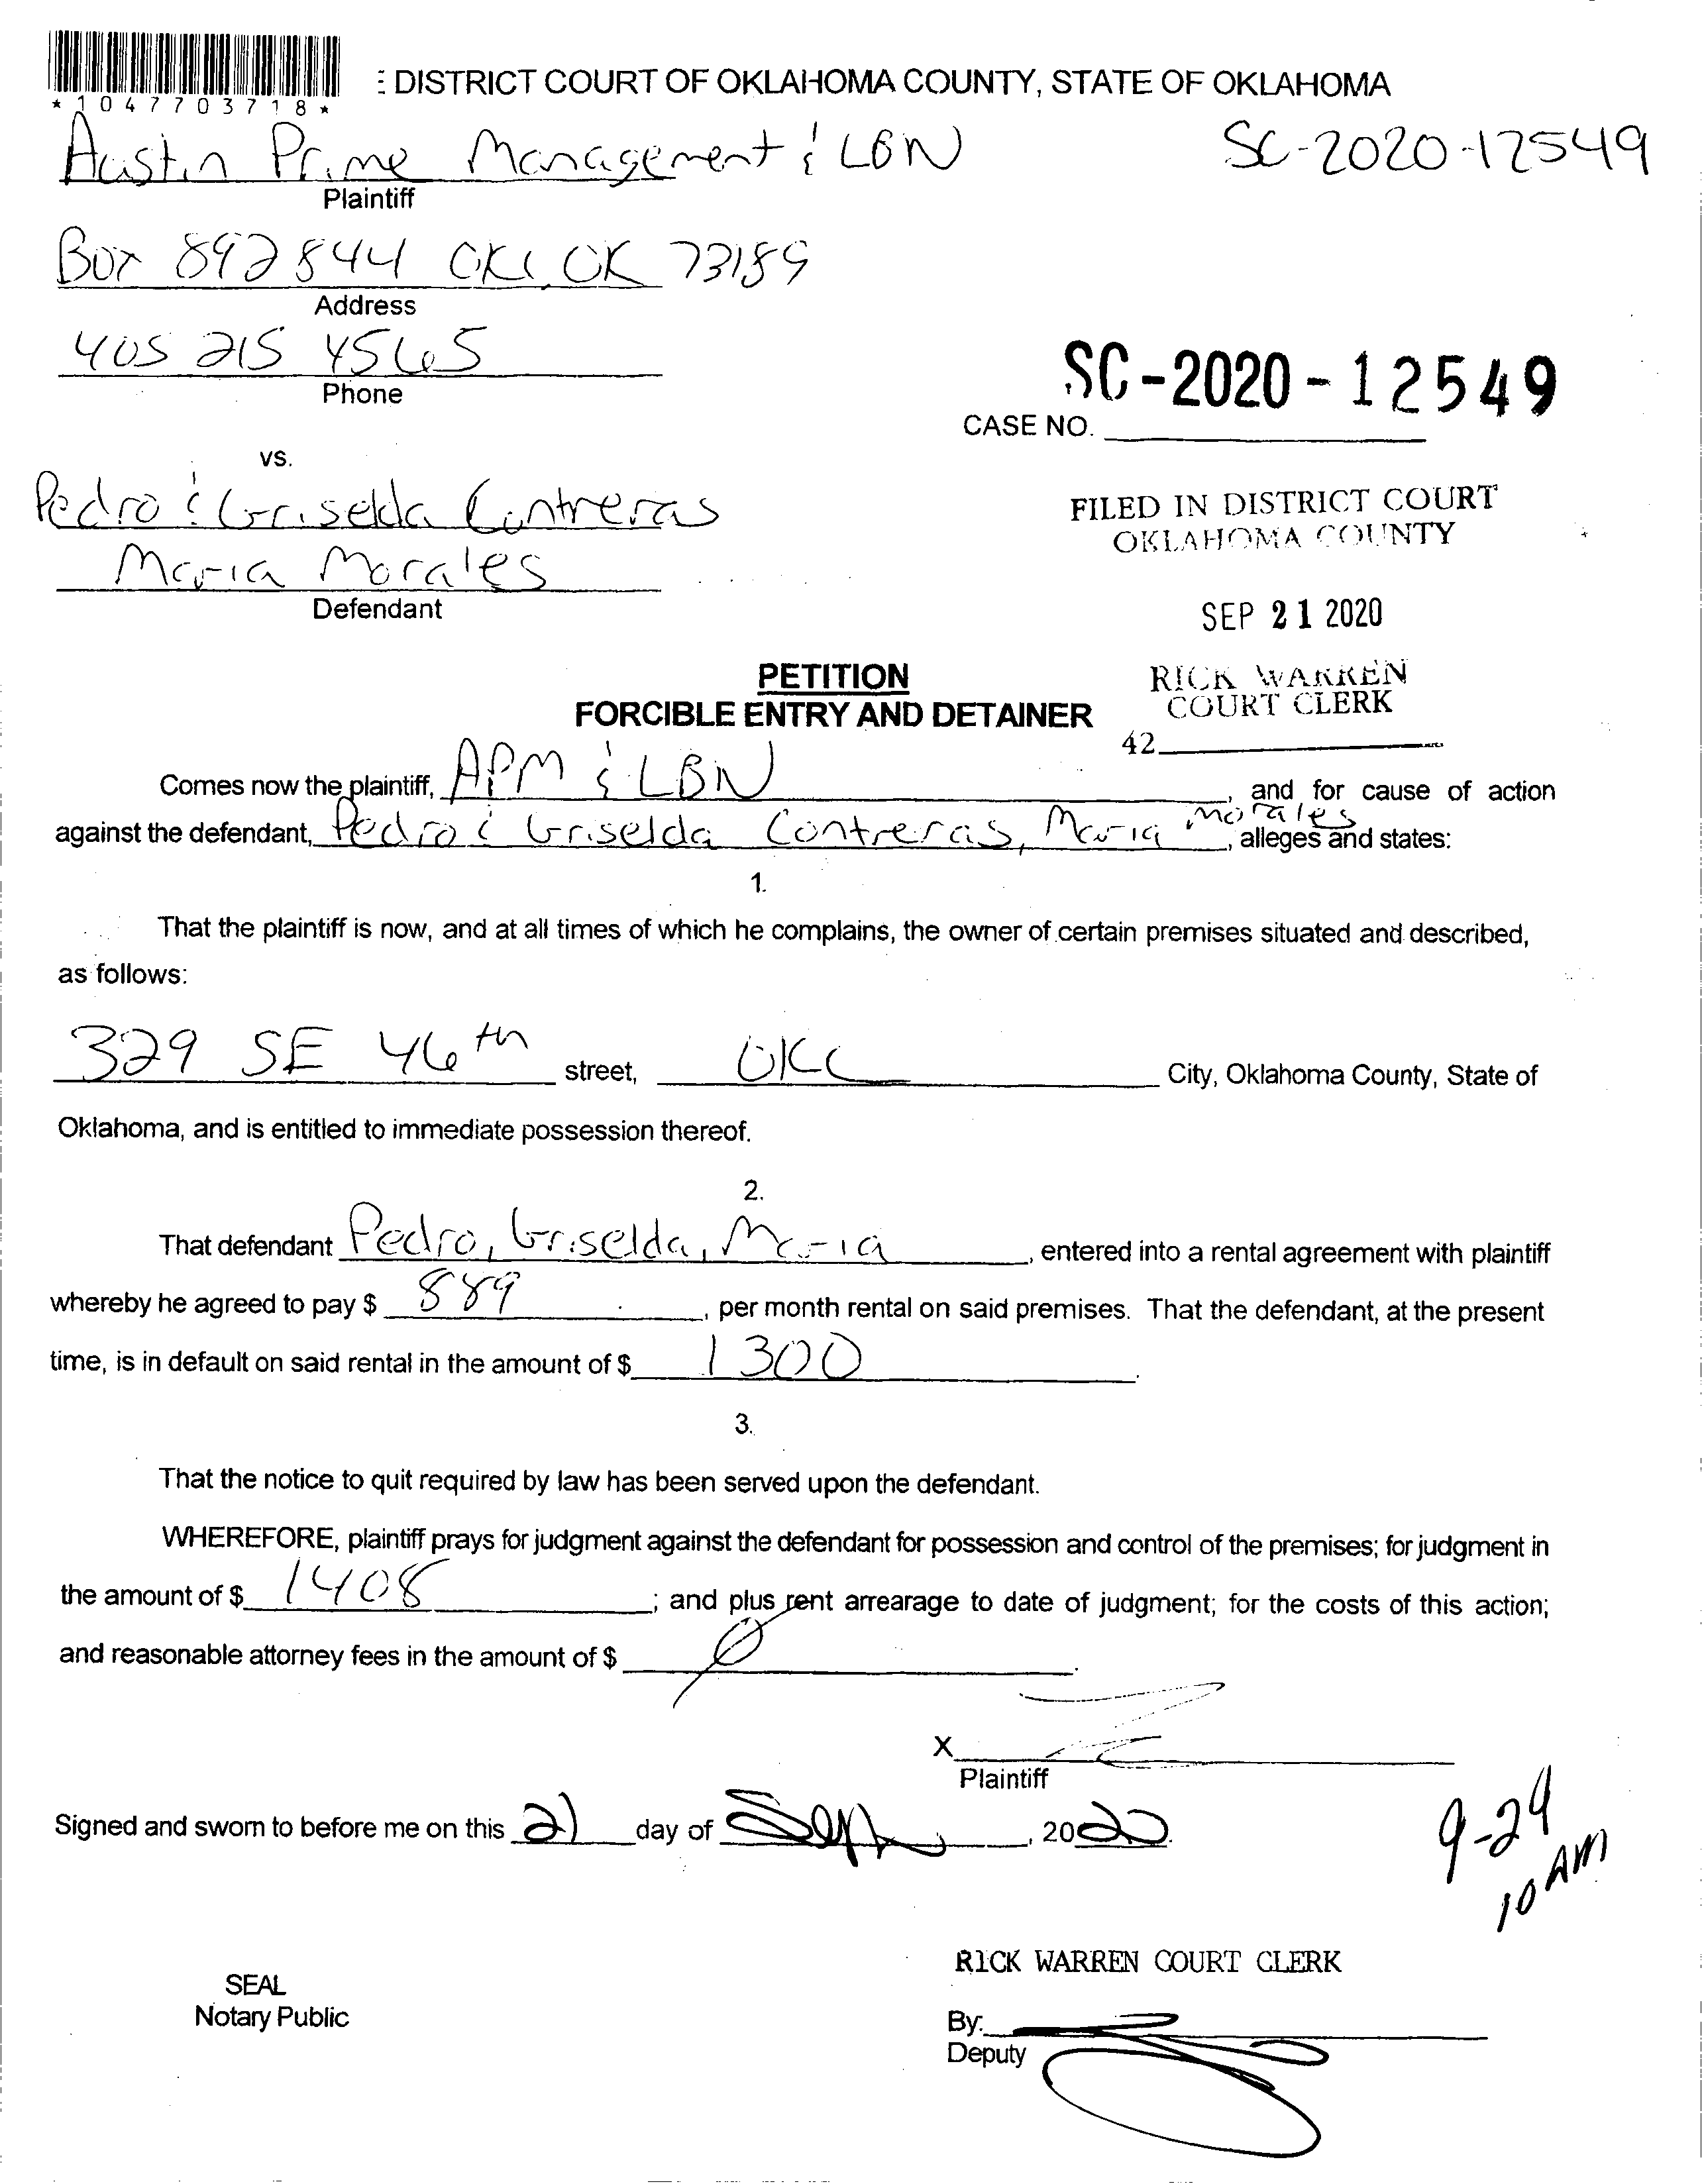 *1047703718*
E DISTRICT COURT OF OKLAHOMA COUNTY, STATE OF OKLAHOMA
Austin Prime Management & LBN
SC-2020-12549
Plaintiff
Box 892844 OKC, OK 73189
Address
405 215 4565
Phone
SC-2020-12549
CASE NO.
vs.
Pedro & Griselda Contreras
Maria Morales
Defendant
FILED IN DISTRICT COURT
OKLAHOMA COUNTY
SEP 21 2020
PETITION
FORCIBLE ENTRY AND DETAINER
RICK WARREN
COURT CLERK
42
Comes now the plaintiff, APM & LBN, and for cause of action
against the defendant, Pedro & Griselda Contreras, Maria Morales, alleges and states:
1.
That the plaintiff is now, and at all times of which he complains, the owner of certain premises situated and described,
as follows:
329 SE 46th street, OKC City, Oklahoma County, State of
Oklahoma, and is entitled to immediate possession thereof.
2.
That defendant Pedro, Griselda, Maria, entered into a rental agreement with plaintiff
whereby he agreed to pay $ 889, per month rental on said premises. That the defendant, at the present
time, is in default on said rental in the amount of $ 1300.
3.
That the notice to quit required by law has been served upon the defendant.
WHEREFORE, plaintiff prays for judgment against the defendant for possession and control of the premises; for judgment in
the amount of $ 1408; and plus rent arrearage to date of judgment; for the costs of this action;
and reasonable attorney fees in the amount of $ 0.
X
Plaintiff
Signed and sworn to before me on this 21 day of Sept, 2020.
9-29
10 AM
RICK WARREN COURT CLERK
SEAL
Notary Public
By:
Deputy